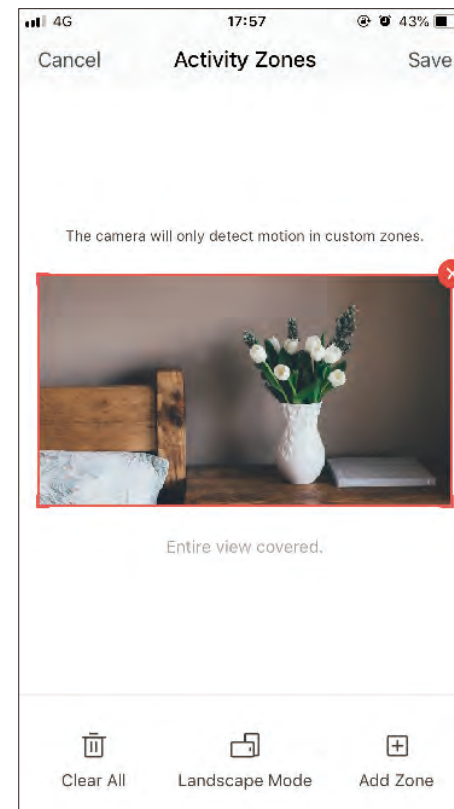 4G 17:57 43%
Cancel Activity Zones Save
The camera will only detect motion in custom zones.
Entire view covered.
Clear All Landscape Mode Add Zone